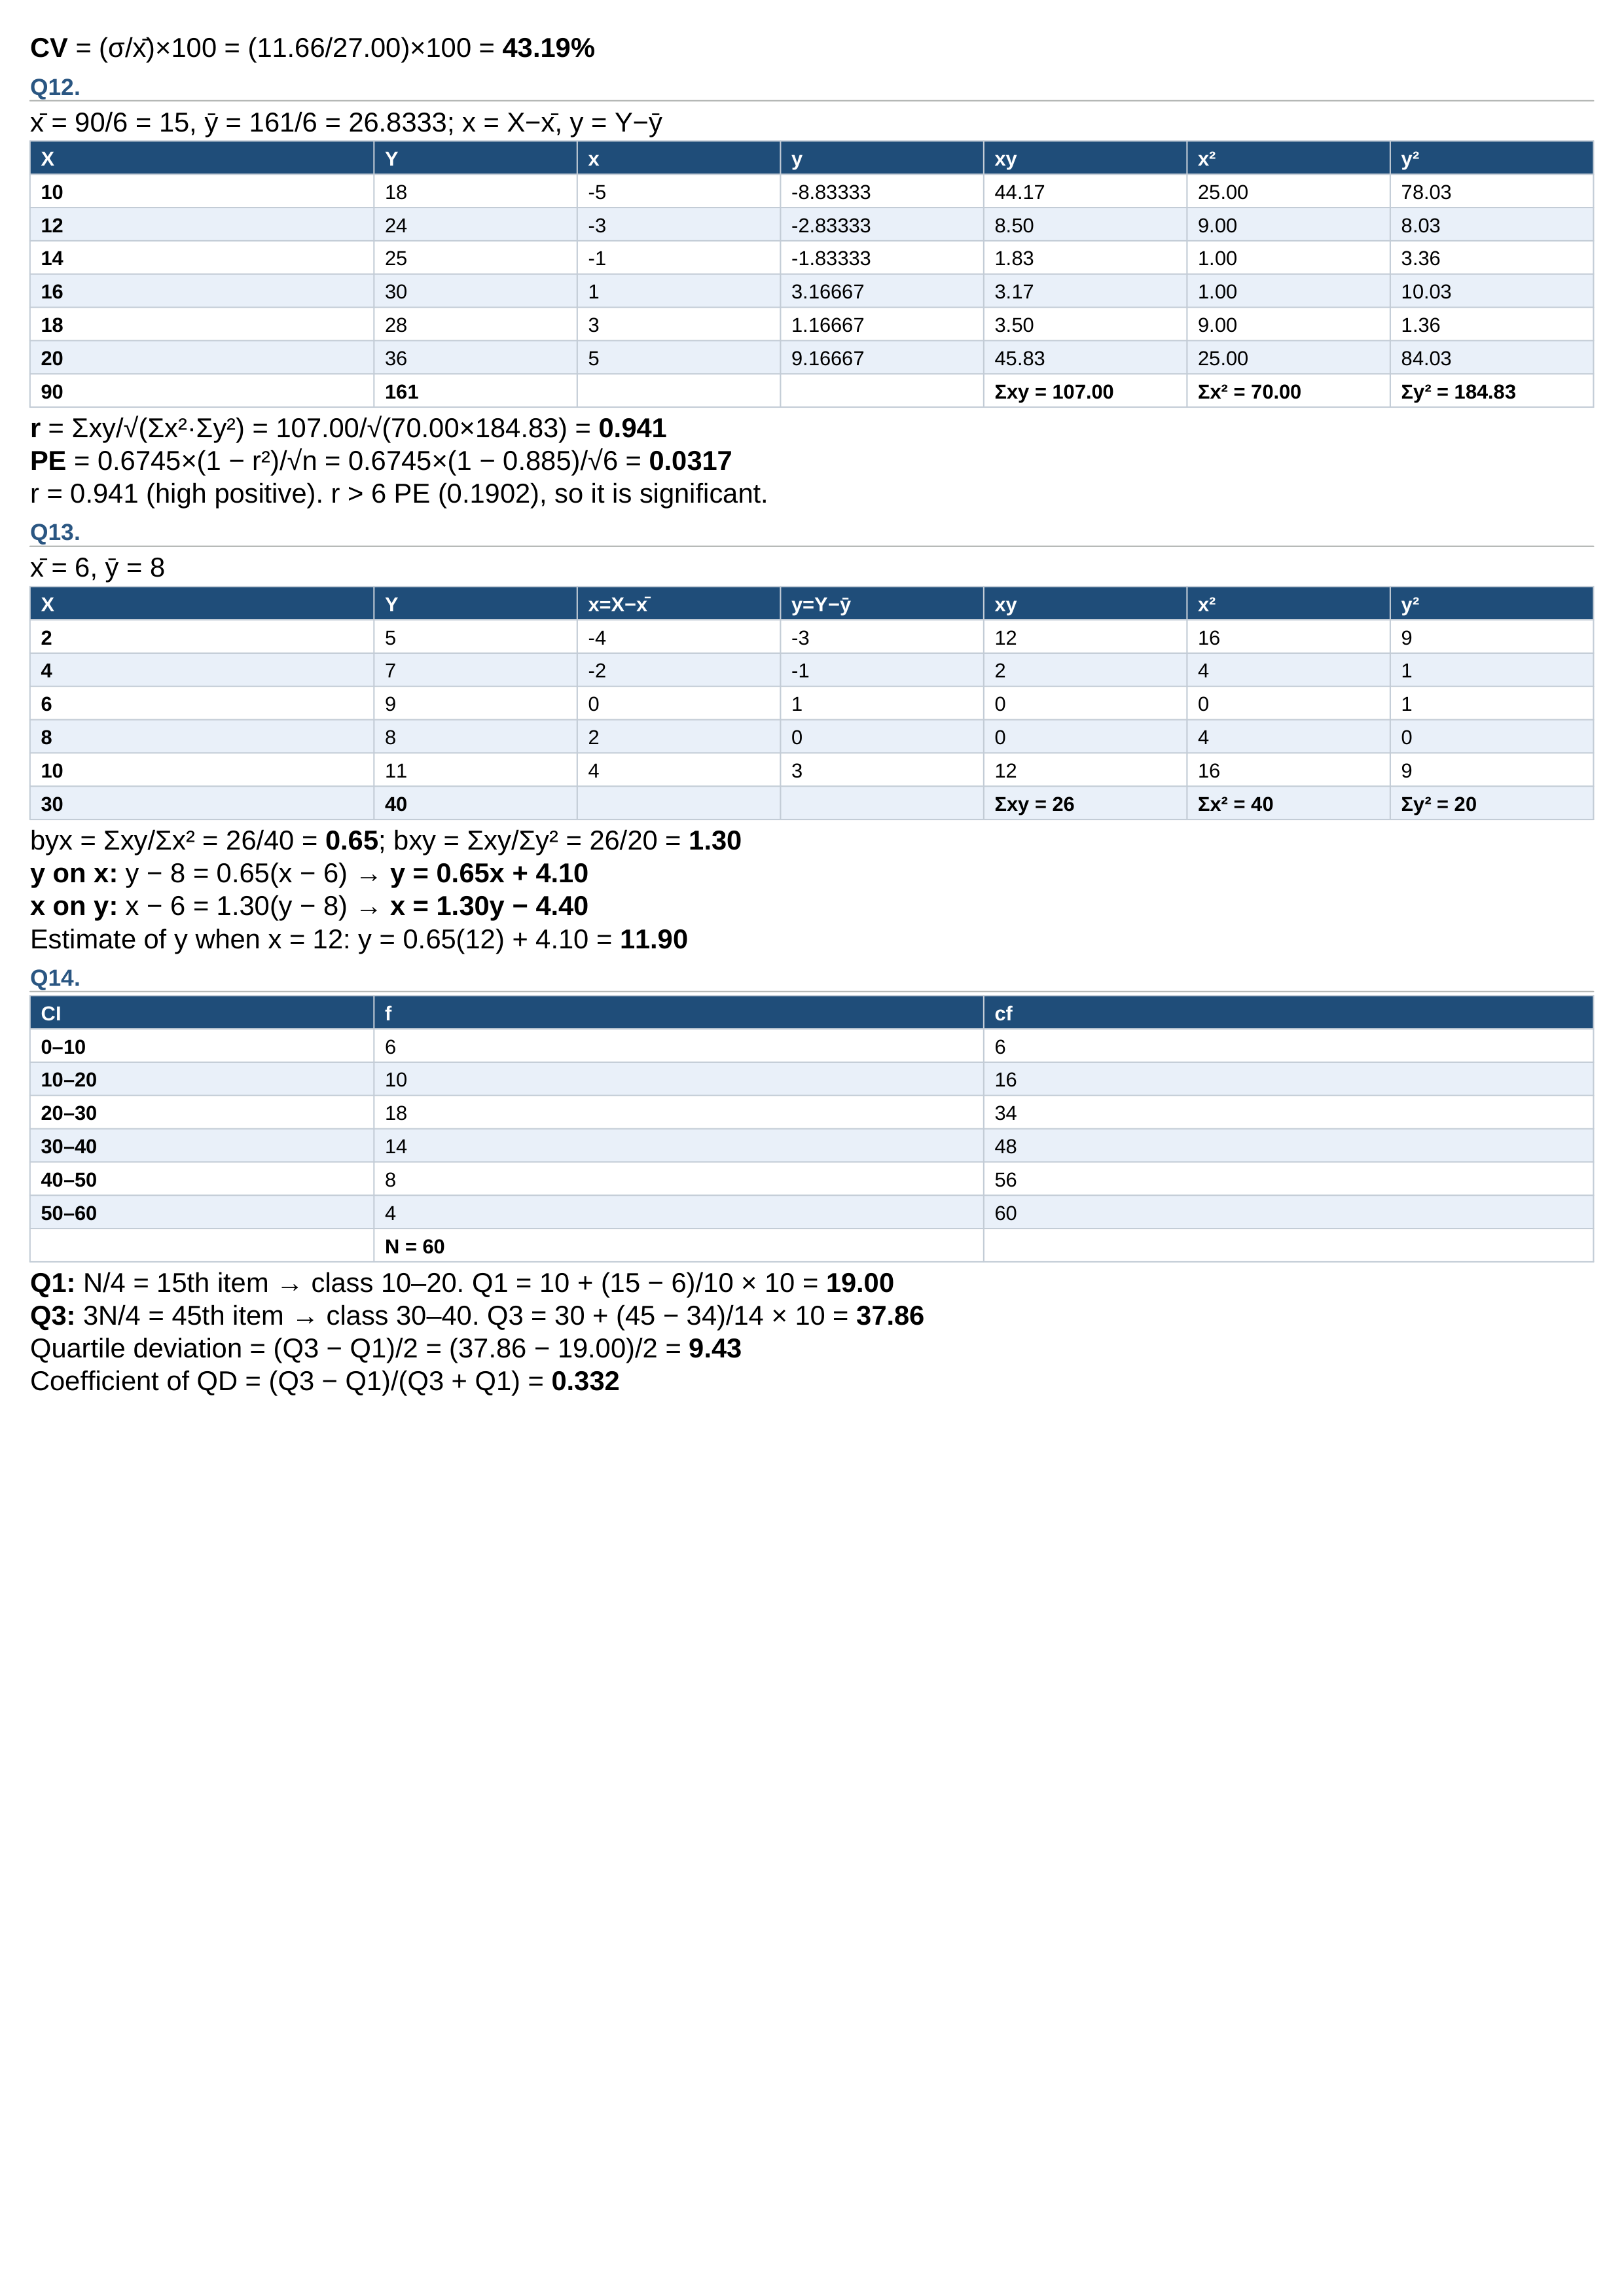 CV = (σ/x̄)×100 = (11.66/27.00)×100 = 43.19%
Q12.
x̄ = 90/6 = 15, ȳ = 161/6 = 26.8333; x = X−x̄, y = Y−ȳ
X Y x y xy x² y²
10 18 -5 -8.83333 44.17 25.00 78.03
12 24 -3 -2.83333 8.50 9.00 8.03
14 25 -1 -1.83333 1.83 1.00 3.36
16 30 1 3.16667 3.17 1.00 10.03
18 28 3 1.16667 3.50 9.00 1.36
20 36 5 9.16667 45.83 25.00 84.03
90 161 Σxy = 107.00 Σx² = 70.00 Σy² = 184.83
r = Σxy/√(Σx²·Σy²) = 107.00/√(70.00×184.83) = 0.941
PE = 0.6745×(1 − r²)/√n = 0.6745×(1 − 0.885)/√6 = 0.0317
r = 0.941 (high positive). r > 6 PE (0.1902), so it is significant.
Q13.
x̄ = 6, ȳ = 8
X Y x=X−x̄ y=Y−ȳ xy x² y²
2 5 -4 -3 12 16 9
4 7 -2 -1 2 4 1
6 9 0 1 0 0 1
8 8 2 0 0 4 0
10 11 4 3 12 16 9
30 40 Σxy = 26 Σx² = 40 Σy² = 20
byx = Σxy/Σx² = 26/40 = 0.65; bxy = Σxy/Σy² = 26/20 = 1.30
y on x: y − 8 = 0.65(x − 6) → y = 0.65x + 4.10
x on y: x − 6 = 1.30(y − 8) → x = 1.30y − 4.40
Estimate of y when x = 12: y = 0.65(12) + 4.10 = 11.90
Q14.
CI f cf
0–10 6 6
10–20 10 16
20–30 18 34
30–40 14 48
40–50 8 56
50–60 4 60
N = 60
Q1: N/4 = 15th item → class 10–20. Q1 = 10 + (15 − 6)/10 × 10 = 19.00
Q3: 3N/4 = 45th item → class 30–40. Q3 = 30 + (45 − 34)/14 × 10 = 37.86
Quartile deviation = (Q3 − Q1)/2 = (37.86 − 19.00)/2 = 9.43
Coefficient of QD = (Q3 − Q1)/(Q3 + Q1) = 0.332